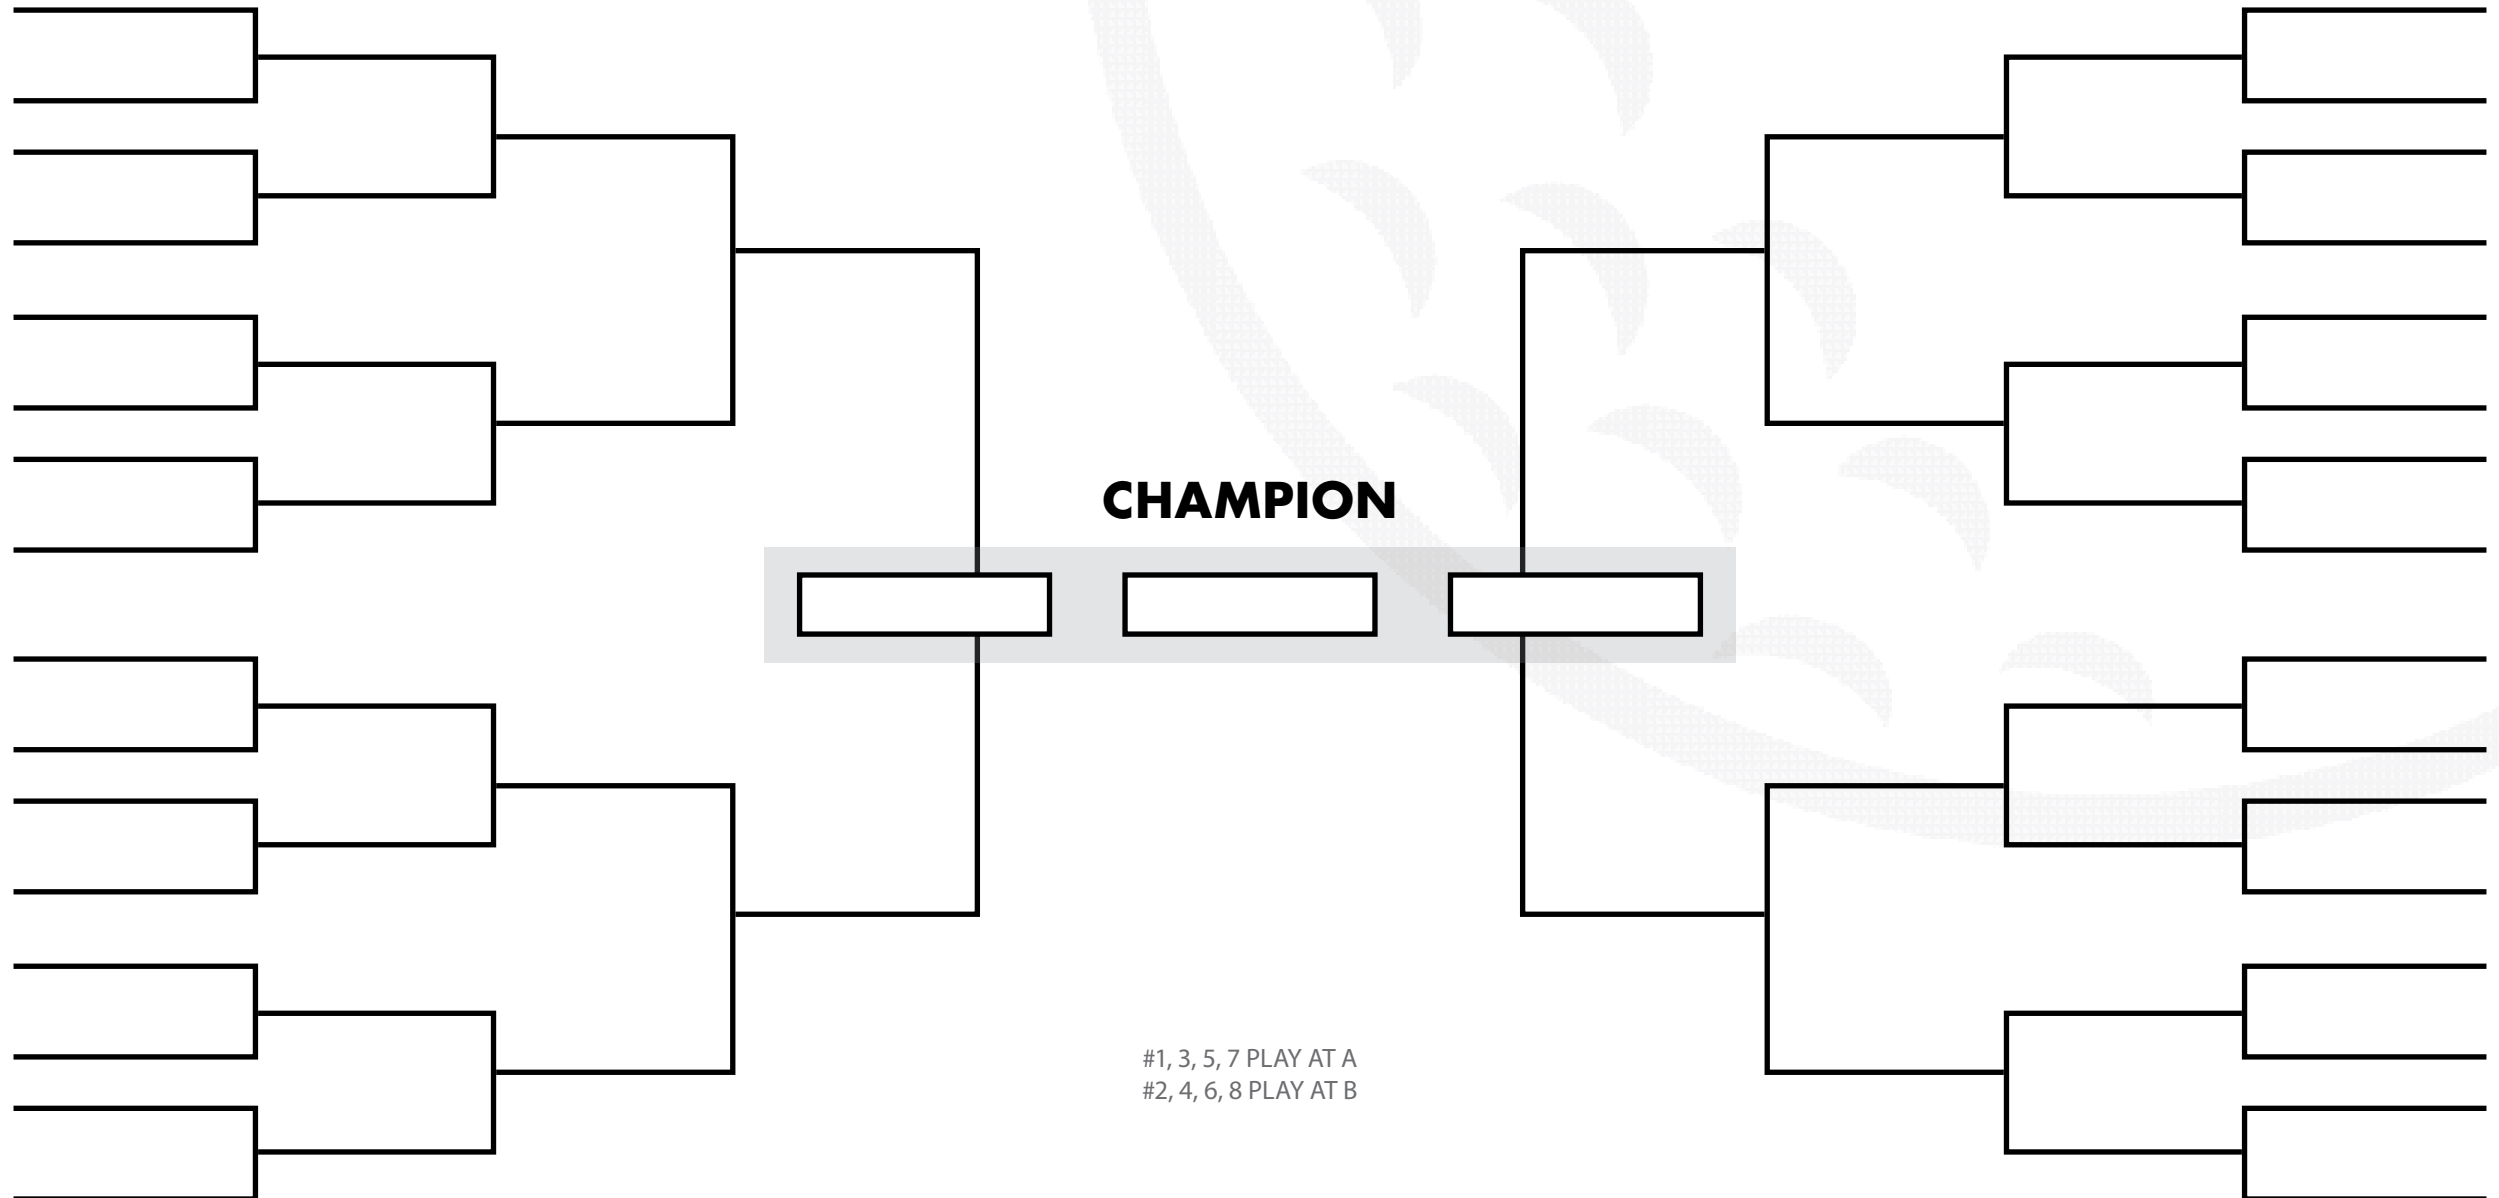 CHAMPION
#1, 3, 5, 7 PLAY AT A
#2, 4, 6, 8 PLAY AT B